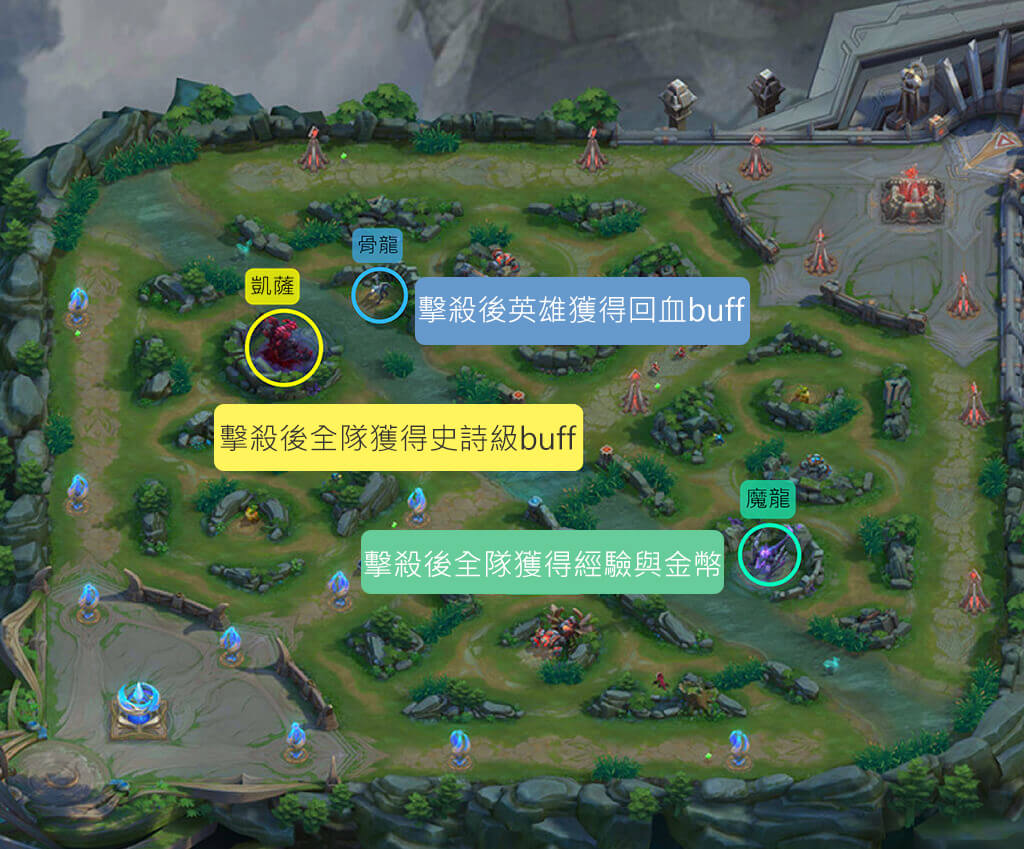 骨龍
凱薩
擊殺後英雄獲得回血buff
擊殺後全隊獲得史詩級buff
魔龍
擊殺後全隊獲得經驗與金幣